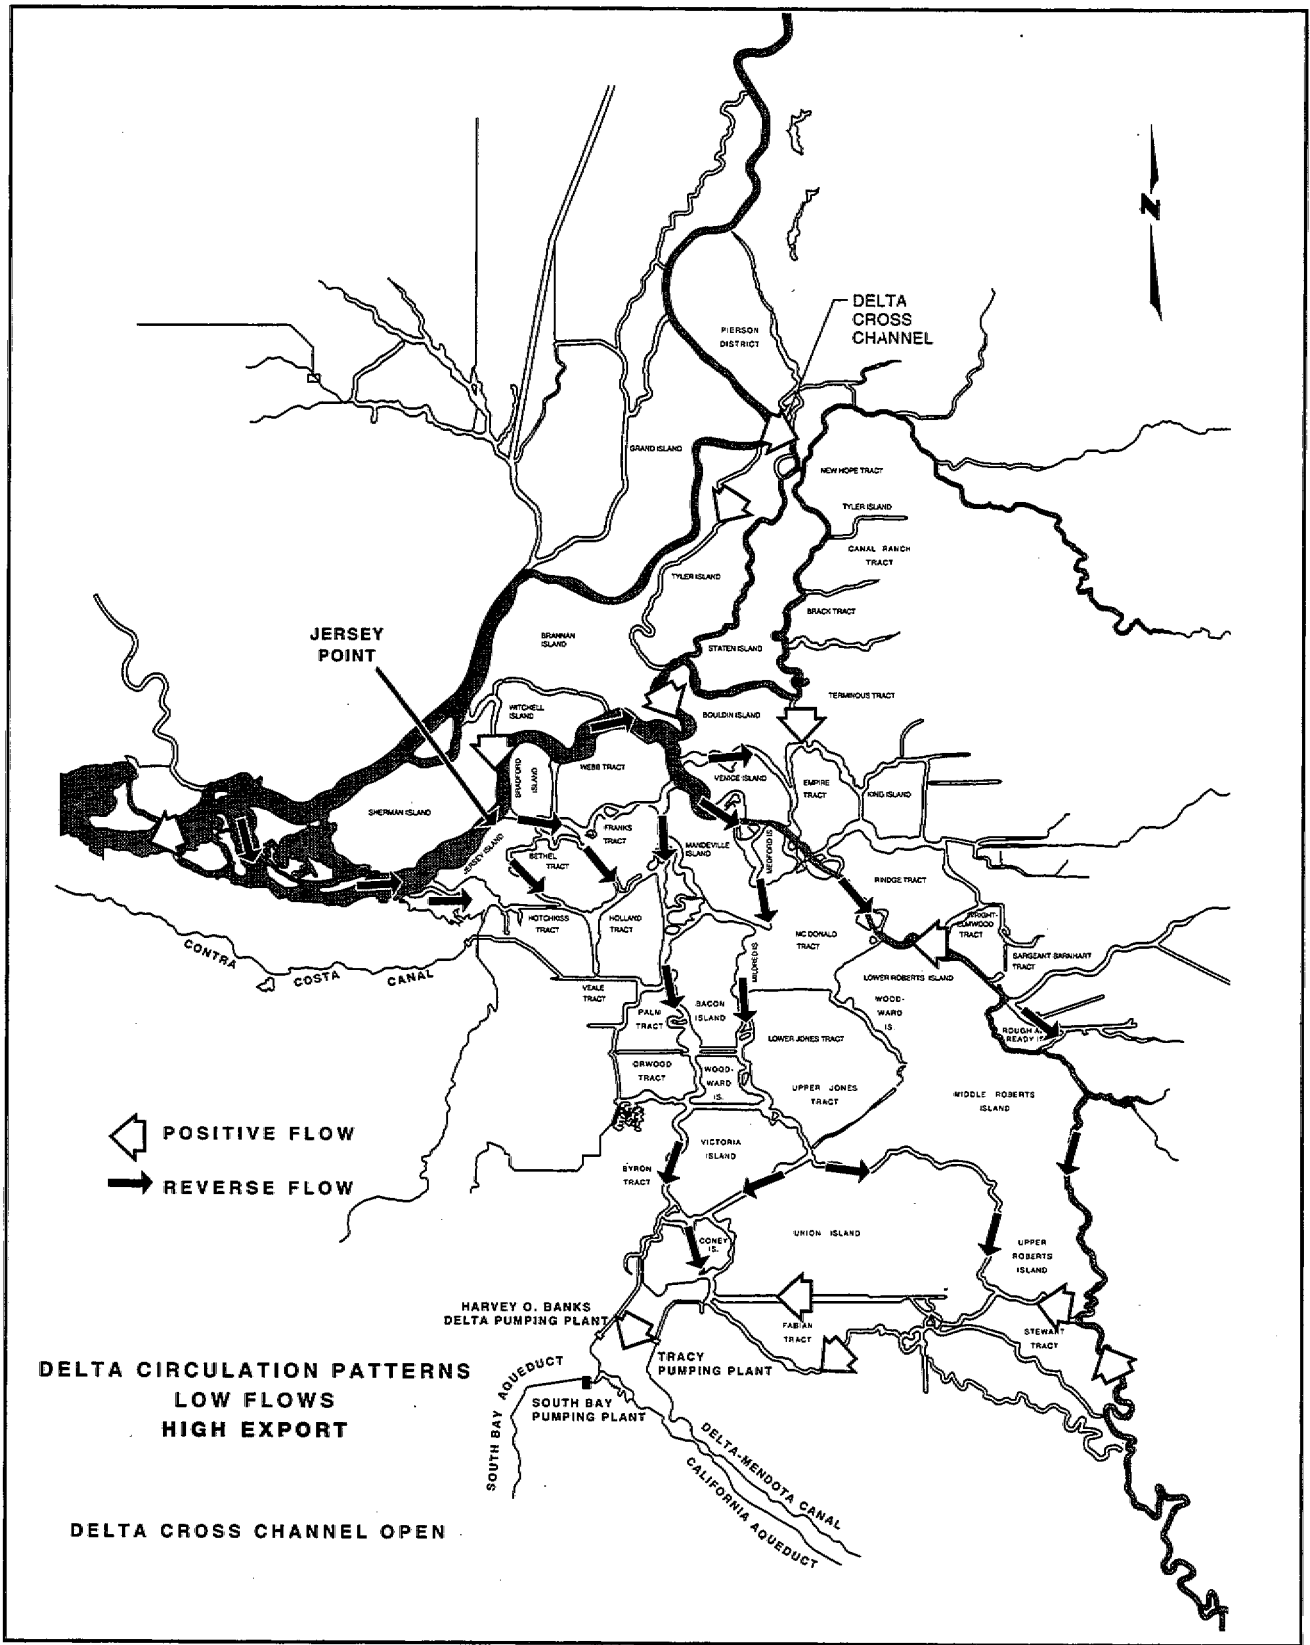 N
DELTA
CROSS
CHANNEL
PIERSON
DISTRICT
GRAND ISLAND
NEW HOPE TRACT
TYLER ISLAND
CANAL RANCH
TRACT
TYLER ISLAND
BRACK TRACT
JERSEY
POINT
BRANNAN
ISLAND
STATEN ISLAND
TERMINOUS TRACT
WITCHELL
ISLAND
BOULDIN ISLAND
WEBB TRACT
BRADFORD
ISLAND
VENICE ISLAND
EMPIRE
TRACT
KING ISLAND
SHERMAN ISLAND
FRANKS
TRACT
MANDEVILLE
ISLAND
MEDFORD IS.
JERSEY ISLAND
BETHEL
TRACT
RINDGE TRACT
HOTCHKISS
TRACT
HOLLAND
TRACT
MC DONALD
TRACT
WRIGHT-
ELMWOOD
TRACT
SARGEANT BARNHART
TRACT
MILDRED IS.
LOWER ROBERTS ISLAND
CONTRA
COSTA
CANAL
VEALE
TRACT
WOOD-
WARD
IS.
PALM
TRACT
BACON
ISLAND
ROUGH A
READY IS
LOWER JONES TRACT
ORWOOD
TRACT
WOOD-
WARD
IS.
UPPER JONES
TRACT
MIDDLE ROBERTS
ISLAND
POSITIVE FLOW
REVERSE FLOW
VICTORIA
ISLAND
BYRON
TRACT
CONEY
IS.
UNION ISLAND
UPPER
ROBERTS
ISLAND
HARVEY O. BANKS
DELTA PUMPING PLANT
FABIAN
TRACT
STEWART
TRACT
TRACY
PUMPING PLANT
DELTA CIRCULATION PATTERNS
LOW FLOWS
HIGH EXPORT
SOUTH BAY AQUEDUCT
SOUTH BAY
PUMPING PLANT
DELTA-MENDOTA CANAL
CALIFORNIA AQUEDUCT
DELTA CROSS CHANNEL OPEN